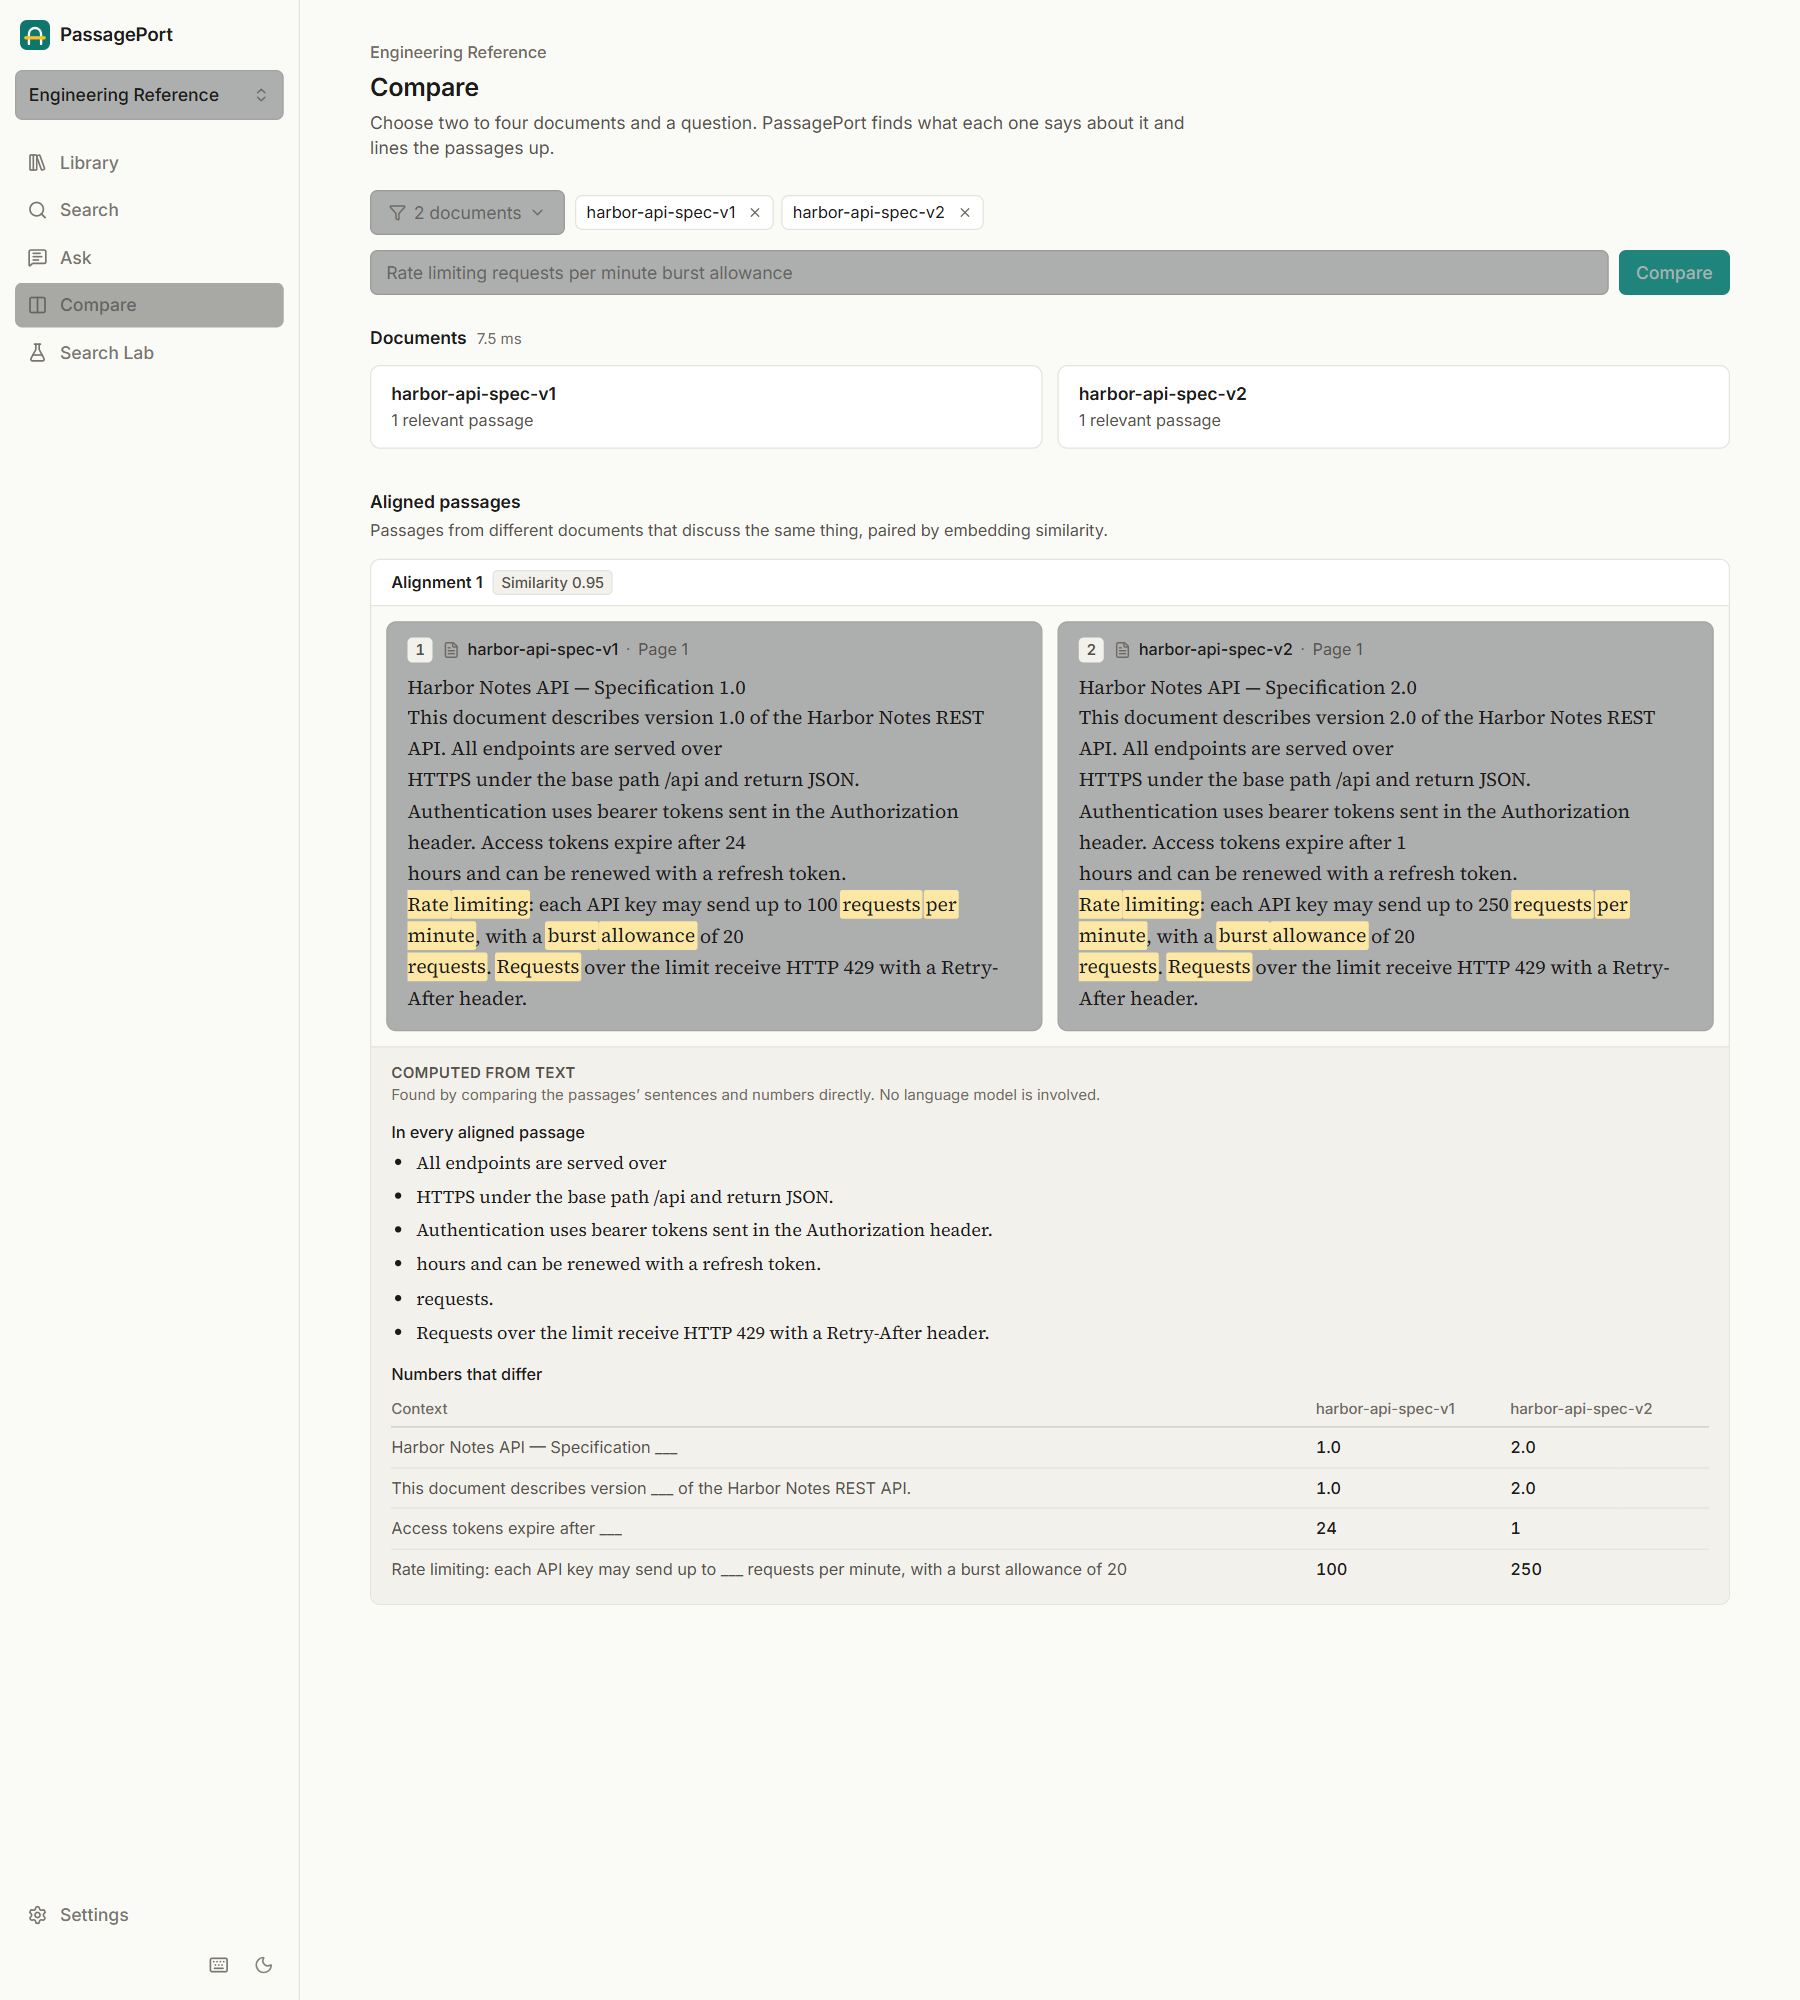 PassagePort
Engineering Reference
Library
Search
Ask
Compare
Search Lab
Settings
Engineering Reference
Compare
Choose two to four documents and a question. PassagePort finds what each one says about it and
lines the passages up.
2 documents
harbor-api-spec-v1
harbor-api-spec-v2
Rate limiting requests per minute burst allowance
Compare
Documents 7.5 ms
harbor-api-spec-v1
1 relevant passage
harbor-api-spec-v2
1 relevant passage
Aligned passages
Passages from different documents that discuss the same thing, paired by embedding similarity.
Alignment 1 Similarity 0.95
1 harbor-api-spec-v1 · Page 1
Harbor Notes API — Specification 1.0
This document describes version 1.0 of the Harbor Notes REST
API. All endpoints are served over
HTTPS under the base path /api and return JSON.
Authentication uses bearer tokens sent in the Authorization
header. Access tokens expire after 24
hours and can be renewed with a refresh token.
Rate limiting: each API key may send up to 100 requests per
minute, with a burst allowance of 20
requests. Requests over the limit receive HTTP 429 with a Retry-
After header.
2 harbor-api-spec-v2 · Page 1
Harbor Notes API — Specification 2.0
This document describes version 2.0 of the Harbor Notes REST
API. All endpoints are served over
HTTPS under the base path /api and return JSON.
Authentication uses bearer tokens sent in the Authorization
header. Access tokens expire after 1
hours and can be renewed with a refresh token.
Rate limiting: each API key may send up to 250 requests per
minute, with a burst allowance of 20
requests. Requests over the limit receive HTTP 429 with a Retry-
After header.
COMPUTED FROM TEXT
Found by comparing the passages’ sentences and numbers directly. No language model is involved.
In every aligned passage
• All endpoints are served over
• HTTPS under the base path /api and return JSON.
• Authentication uses bearer tokens sent in the Authorization header.
• hours and can be renewed with a refresh token.
• requests.
• Requests over the limit receive HTTP 429 with a Retry-After header.
Numbers that differ
Context harbor-api-spec-v1 harbor-api-spec-v2
Harbor Notes API — Specification ___ 1.0 2.0
This document describes version ___ of the Harbor Notes REST API. 1.0 2.0
Access tokens expire after ___ 24 1
Rate limiting: each API key may send up to ___ requests per minute, with a burst allowance of 20 100 250